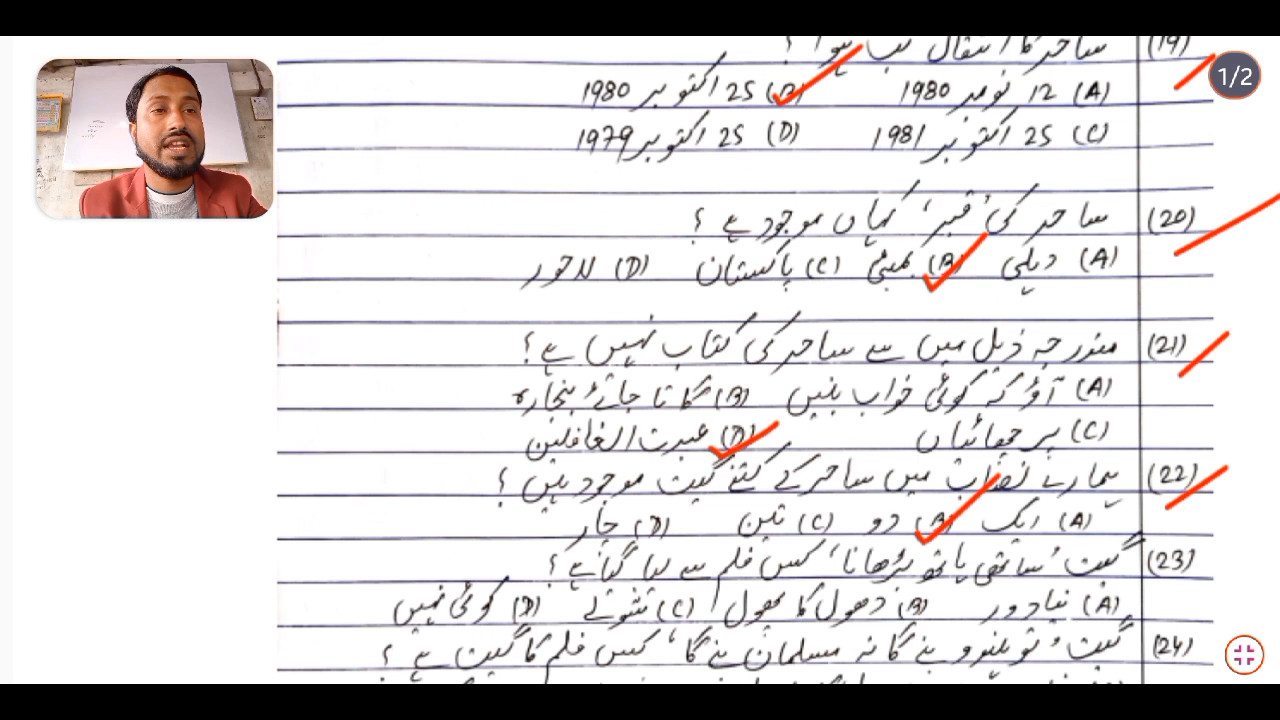 (19) ساحر کا انتقال کب ہوا ؟
(A) 12 نومبر 1980 (B) 25 اکتوبر 1980
(C) 25 اکتوبر 1981 (D) 25 اکتوبر 1979
1/2
(20) ساحر کی 'قبر' کہاں موجود ہے ؟
(A) دہلی (B) ممبئی (C) پاکستان (D) لاہور
(21) مندرجہ ذیل میں سے ساحر کی کتاب نہیں ہے ؟
(A) آؤ کہ کوئی خواب بنیں (B) گاتا جائے بنجارہ
(C) پرچھائیاں (D) عبرت الغافلین
(22) ہمارے نصاب میں ساحر کے کتنے گیت موجود ہیں ؟
(A) ایک (B) دو (C) تین (D) چار
(23) گیت 'ساتھی ہاتھ بڑھانا' کس فلم سے لیا گیا ہے ؟
(A) نیا دور (B) دھول کا پھول (C) (D) کوئی نہیں
(24) گیت 'تو ہندو بنے گا نہ مسلمان بنے گا' کس فلم کا گیت ہے ؟